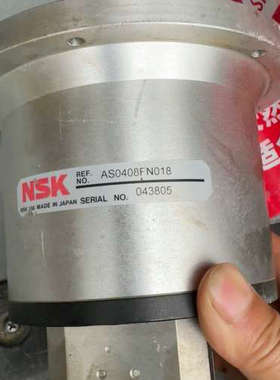 NSK
REF. NO. AS0408FN018
MADE IN JAPAN SERIAL NO. 043805